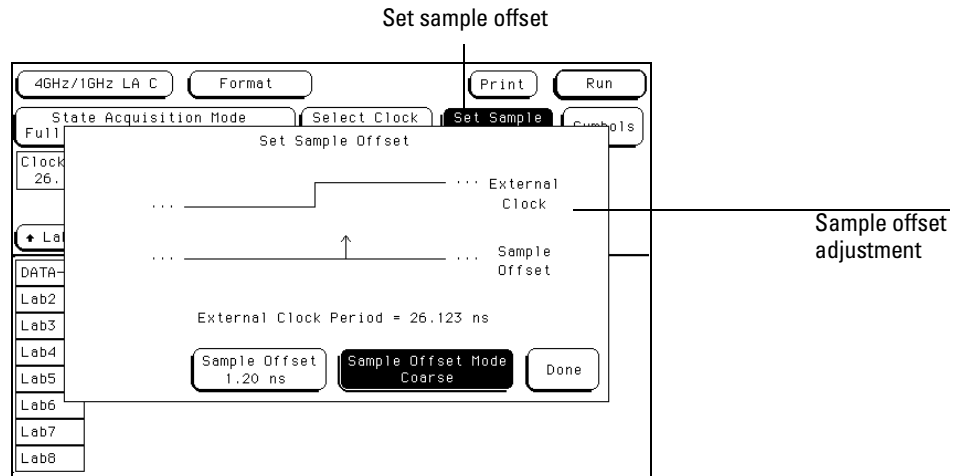 Set sample offset
4GHz/1GHz LA C Format Print Run
State Acquisition Mode Select Clock Set Sample
Full Symbols
Set Sample Offset
Clock
26.
... ... External
Clock
Sample offset
adjustment
↑ Lab
... ... Sample
Offset
DATA-
Lab2
Lab3
External Clock Period = 26.123 ns
Lab4
Sample Offset Sample Offset Mode Done
1.20 ns Coarse
Lab5
Lab6
Lab7
Lab8